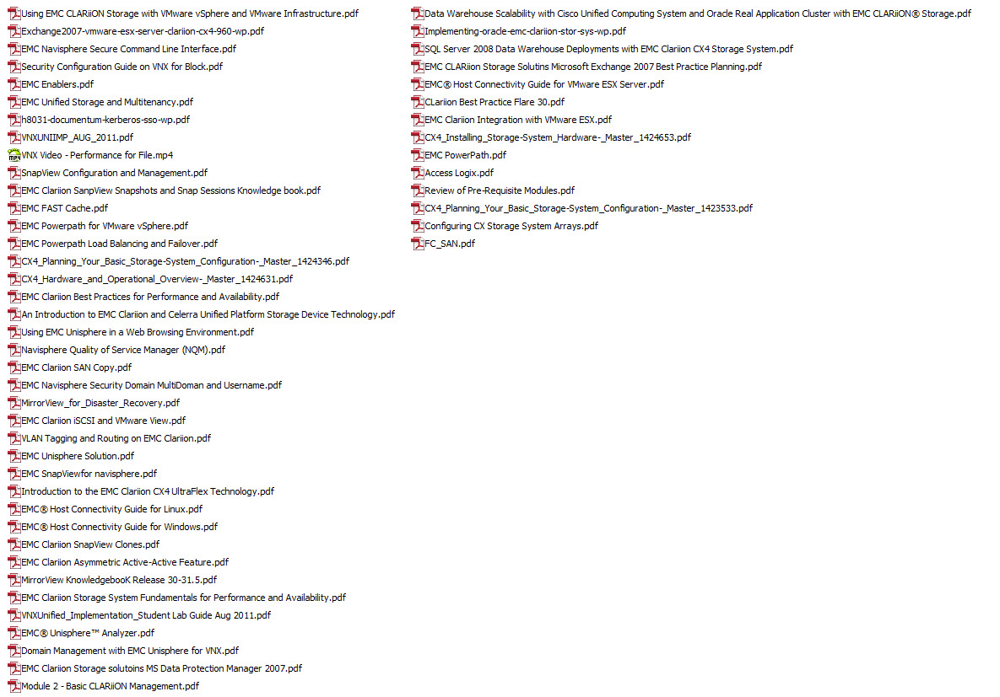 Using EMC CLARiiON Storage with VMware vSphere and VMware Infrastructure.pdf
Exchange2007-vmware-esx-server-clariion-cx4-960-wp.pdf
EMC Navisphere Secure Command Line Interface.pdf
Security Configuration Guide on VNX for Block.pdf
EMC Enablers.pdf
EMC Unified Storage and Multitenancy.pdf
h8031-documentum-kerberos-sso-wp.pdf
VNXUNIIMP_AUG_2011.pdf
VNX Video - Performance for File.mp4
SnapView Configuration and Management.pdf
EMC Clariion SanpView Snapshots and Snap Sessions Knowledge book.pdf
EMC FAST Cache.pdf
EMC Powerpath for VMware vSphere.pdf
EMC Powerpath Load Balancing and Failover.pdf
CX4_Planning_Your_Basic_Storage-System_Configuration-_Master_1424346.pdf
CX4_Hardware_and_Operational_Overview-_Master_1424631.pdf
EMC Clariion Best Practices for Performance and Availability.pdf
An Introduction to EMC Clariion and Celerra Unified Platform Storage Device Technology.pdf
Using EMC Unisphere in a Web Browsing Environment.pdf
Navisphere Quality of Service Manager (NQM).pdf
EMC Clariion SAN Copy.pdf
EMC Navisphere Security Domain MultiDoman and Username.pdf
MirrorView_for_Disaster_Recovery.pdf
EMC Clariion iSCSI and VMware View.pdf
VLAN Tagging and Routing on EMC Clariion.pdf
EMC Unisphere Solution.pdf
EMC SnapViewfor navisphere.pdf
Introduction to the EMC Clariion CX4 UltraFlex Technology.pdf
EMC® Host Connectivity Guide for Linux.pdf
EMC® Host Connectivity Guide for Windows.pdf
EMC Clariion SnapView Clones.pdf
EMC Clariion Asymmetric Active-Active Feature.pdf
MirrorView KnowledgebooK Release 30-31.5.pdf
EMC Clariion Storage System Fundamentals for Performance and Availability.pdf
VNXUnified_Implementation_Student Lab Guide Aug 2011.pdf
EMC® Unisphere™ Analyzer.pdf
Domain Management with EMC Unisphere for VNX.pdf
EMC Clariion Storage solutoins MS Data Protection Manager 2007.pdf
Module 2 - Basic CLARiiON Management.pdf
Data Warehouse Scalability with Cisco Unified Computing System and Oracle Real Application Cluster with EMC CLARiiON® Storage.pdf
Implementing-oracle-emc-clariion-stor-sys-wp.pdf
SQL Server 2008 Data Warehouse Deployments with EMC Clariion CX4 Storage System.pdf
EMC CLARiion Storage Solutins Microsoft Exchange 2007 Best Practice Planning.pdf
EMC® Host Connectivity Guide for VMware ESX Server.pdf
CLariion Best Practice Flare 30.pdf
EMC Clariion Integration with VMware ESX.pdf
CX4_Installing_Storage-System_Hardware-_Master_1424653.pdf
EMC PowerPath.pdf
Access Logix.pdf
Review of Pre-Requisite Modules.pdf
CX4_Planning_Your_Basic_Storage-System_Configuration-_Master_1423533.pdf
Configuring CX Storage System Arrays.pdf
FC_SAN.pdf